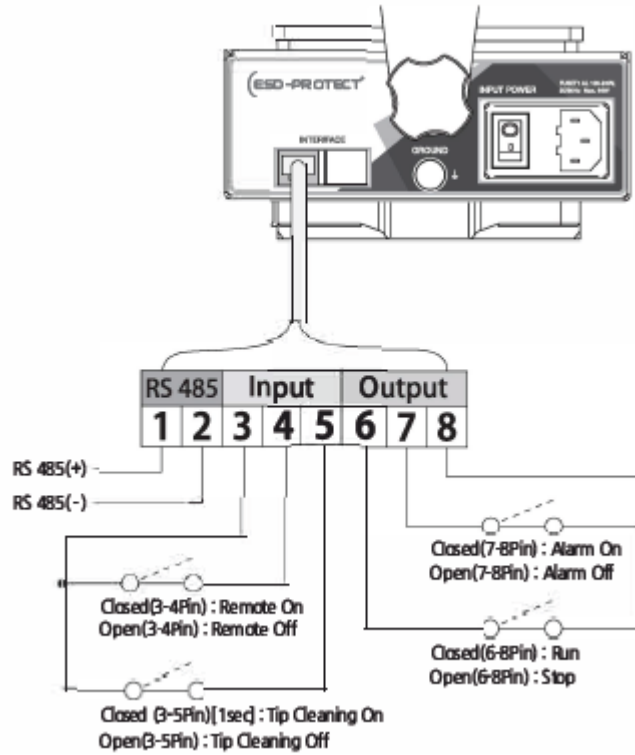 ESD-PROTECT
INPUT POWER
INTERFACE
GROUND
RS 485 Input Output
1 2 3 4 5 6 7 8
RS 485(+)
RS 485(-)
Closed(7-8Pin) : Alarm On
Open(7-8Pin) : Alarm Off
Closed(3-4Pin) : Remote On
Open(3-4Pin) : Remote Off
Closed(6-8Pin) : Run
Open(6-8Pin) : Stop
Closed (3-5Pin)[1sec] : Tip Cleaning On
Open(3-5Pin) : Tip Cleaning Off